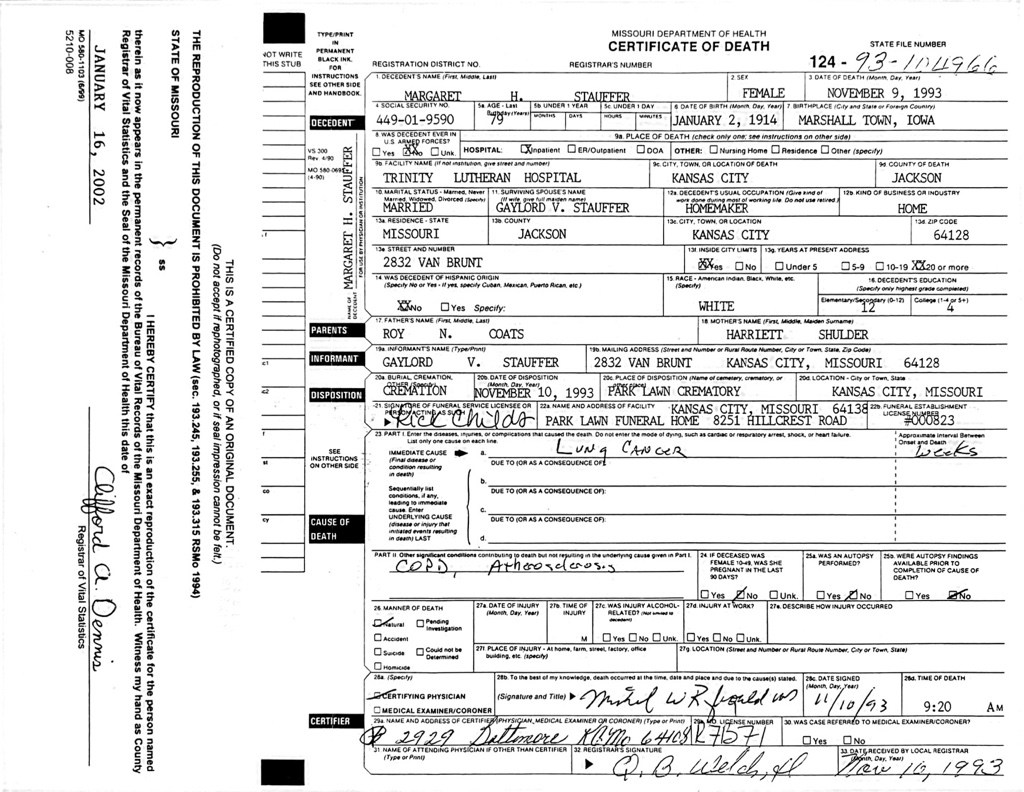 MISSOURI DEPARTMENT OF HEALTH
CERTIFICATE OF DEATH
TYPE/PRINT IN PERMANENT BLACK INK. FOR INSTRUCTIONS SEE OTHER SIDE AND HANDBOOK.
NOT WRITE
THIS STUB
STATE FILE NUMBER
REGISTRATION DISTRICT NO. REGISTRAR'S NUMBER 124 - 93 -
1. DECEDENT'S NAME (First, Middle, Last) 2. SEX 3. DATE OF DEATH (Month, Day, Year)
MARGARET H. STAUFFER FEMALE NOVEMBER 9, 1993
4. SOCIAL SECURITY NO. 5a. AGE - Last Birthday (Years) 5b. UNDER 1 YEAR 5c. UNDER 1 DAY 6. DATE OF BIRTH (Month, Day, Year) 7. BIRTHPLACE (City and State or Foreign Country)
MONTHS DAYS HOURS MINUTES
449-01-9590 79 JANUARY 2, 1914 MARSHALL TOWN, IOWA
DECEDENT
8. WAS DECEDENT EVER IN U.S. ARMED FORCES? 9a. PLACE OF DEATH (check only one; see instructions on other side)
Yes XX No Unk. HOSPITAL: X Inpatient ER/Outpatient DOA OTHER: Nursing Home Residence Other (specify)
VS 300
Rev. 4/90
MO 580-0695
(4-90)
9b. FACILITY NAME (If not institution, give street and number) 9c. CITY, TOWN, OR LOCATION OF DEATH 9d. COUNTY OF DEATH
TRINITY LUTHERAN HOSPITAL KANSAS CITY JACKSON
10. MARITAL STATUS - Married, Never Married, Widowed, Divorced (Specify) 11. SURVIVING SPOUSE'S NAME (If wife, give full maiden name) 12a. DECEDENT'S USUAL OCCUPATION (Give kind of work done during most of working life. Do not use retired.) 12b. KIND OF BUSINESS OR INDUSTRY
MARRIED GAYLORD V. STAUFFER HOMEMAKER HOME
13a. RESIDENCE - STATE 13b. COUNTY 13c. CITY, TOWN, OR LOCATION 13d. ZIP CODE
MISSOURI JACKSON KANSAS CITY 64128
13e. STREET AND NUMBER 13f. INSIDE CITY LIMITS 13g. YEARS AT PRESENT ADDRESS
2832 VAN BRUNT XX Yes No Under 5 5-9 10-19 XX 20 or more
14. WAS DECEDENT OF HISPANIC ORIGIN (Specify No or Yes - If yes, specify Cuban, Mexican, Puerto Rican, etc.) 15. RACE - American Indian, Black, White, etc. (Specify) 16. DECEDENT'S EDUCATION (Specify only highest grade completed)
Elementary/Secondary (0-12) College (1-4 or 5+)
XX No Yes Specify: WHITE 12 4
NAME OF DECEDENT MARGARET H. STAUFFER
FOR USE BY PHYSICIAN OR INSTITUTION
PARENTS
17. FATHER'S NAME (First, Middle, Last) 18. MOTHER'S NAME (First, Middle, Maiden Surname)
ROY N. COATS HARRIETT SHULDER
INFORMANT
19a. INFORMANT'S NAME (Type/Print) 19b. MAILING ADDRESS (Street and Number or Rural Route Number, City or Town, State, Zip Code)
GAYLORD V. STAUFFER 2832 VAN BRUNT KANSAS CITY, MISSOURI 64128
DISPOSITION
20a. BURIAL, CREMATION, OTHER (Specify) 20b. DATE OF DISPOSITION (Month, Day, Year) 20c. PLACE OF DISPOSITION (Name of cemetery, crematory, or other place) 20d. LOCATION - City or Town, State
CREMATION NOVEMBER 10, 1993 PARK LAWN CREMATORY KANSAS CITY, MISSOURI
21. SIGNATURE OF FUNERAL SERVICE LICENSEE OR PERSON ACTING AS SUCH 22a. NAME AND ADDRESS OF FACILITY KANSAS CITY, MISSOURI 64138 22b. FUNERAL ESTABLISHMENT LICENSE NUMBER
Rick Childs PARK LAWN FUNERAL HOME 8251 HILLCREST ROAD #000823
23. PART I. Enter the diseases, injuries, or complications that caused the death. Do not enter the mode of dying, such as cardiac or respiratory arrest, shock, or heart failure. List only one cause on each line. Approximate Interval Between Onset and Death
SEE INSTRUCTIONS ON OTHER SIDE
IMMEDIATE CAUSE (Final disease or condition resulting in death) a. LUNG CANCER Weeks
DUE TO (OR AS A CONSEQUENCE OF):
Sequentially list conditions, if any, leading to immediate cause. Enter UNDERLYING CAUSE (disease or injury that initiated events resulting in death) LAST
b.
DUE TO (OR AS A CONSEQUENCE OF):
c.
DUE TO (OR AS A CONSEQUENCE OF):
d.
CAUSE OF DEATH
PART II. Other significant conditions contributing to death but not resulting in the underlying cause given in Part I. 24. IF DECEASED WAS FEMALE 10-49, WAS SHE PREGNANT IN THE LAST 90 DAYS? 25a. WAS AN AUTOPSY PERFORMED? 25b. WERE AUTOPSY FINDINGS AVAILABLE PRIOR TO COMPLETION OF CAUSE OF DEATH?
COPD, Atherosclerosis
Yes No Unk. Yes No Yes No
26. MANNER OF DEATH 27a. DATE OF INJURY (Month, Day, Year) 27b. TIME OF INJURY 27c. WAS INJURY ALCOHOL-RELATED? (Not limited to decedent) 27d. INJURY AT WORK? 27e. DESCRIBE HOW INJURY OCCURRED
Natural Pending Investigation
Accident M Yes No Unk. Yes No Unk.
Suicide Could not be Determined
Homicide
27f. PLACE OF INJURY - At home, farm, street, factory, office building, etc. (specify) 27g. LOCATION (Street and Number or Rural Route Number, City or Town, State)
28a. (Specify) 28b. To the best of my knowledge, death occurred at the time, date and place and due to the cause(s) stated. 28c. DATE SIGNED (Month, Day, Year) 28d. TIME OF DEATH
CERTIFYING PHYSICIAN (Signature and Title) 11/10/93 9:20 AM
MEDICAL EXAMINER/CORONER
CERTIFIER
29a. NAME AND ADDRESS OF CERTIFIER (PHYSICIAN, MEDICAL EXAMINER OR CORONER) (Type or Print) 29b. MO. LICENSE NUMBER 30. WAS CASE REFERRED TO MEDICAL EXAMINER/CORONER?
2929 Baltimore KCMo 64108 R7571 Yes No
31. NAME OF ATTENDING PHYSICIAN IF OTHER THAN CERTIFIER (Type or Print) 32. REGISTRAR'S SIGNATURE 33. DATE RECEIVED BY LOCAL REGISTRAR (Month, Day, Year)
Nov 16, 1993
THIS IS A CERTIFIED COPY OF AN ORIGINAL DOCUMENT.
(Do not accept if rephotographed, or if seal impression cannot be felt.)
THE REPRODUCTION OF THIS DOCUMENT IS PROHIBITED BY LAW (sec. 193.245, 193.255, & 193.315 RSMo 1994)
STATE OF MISSOURI } ss
I HEREBY CERTIFY that this is an exact reproduction of the certificate for the person named
therein as it now appears in the permanent records of the Bureau of Vital Records of the Missouri Department of Health. Witness my hand as County
Registrar of Vital Statistics and the Seal of the Missouri Department of Health this date of
JANUARY 16, 2002
Clifford A. Dennis
Registrar of Vital Statistics
MO 580-1103 (6/99)
5210-008